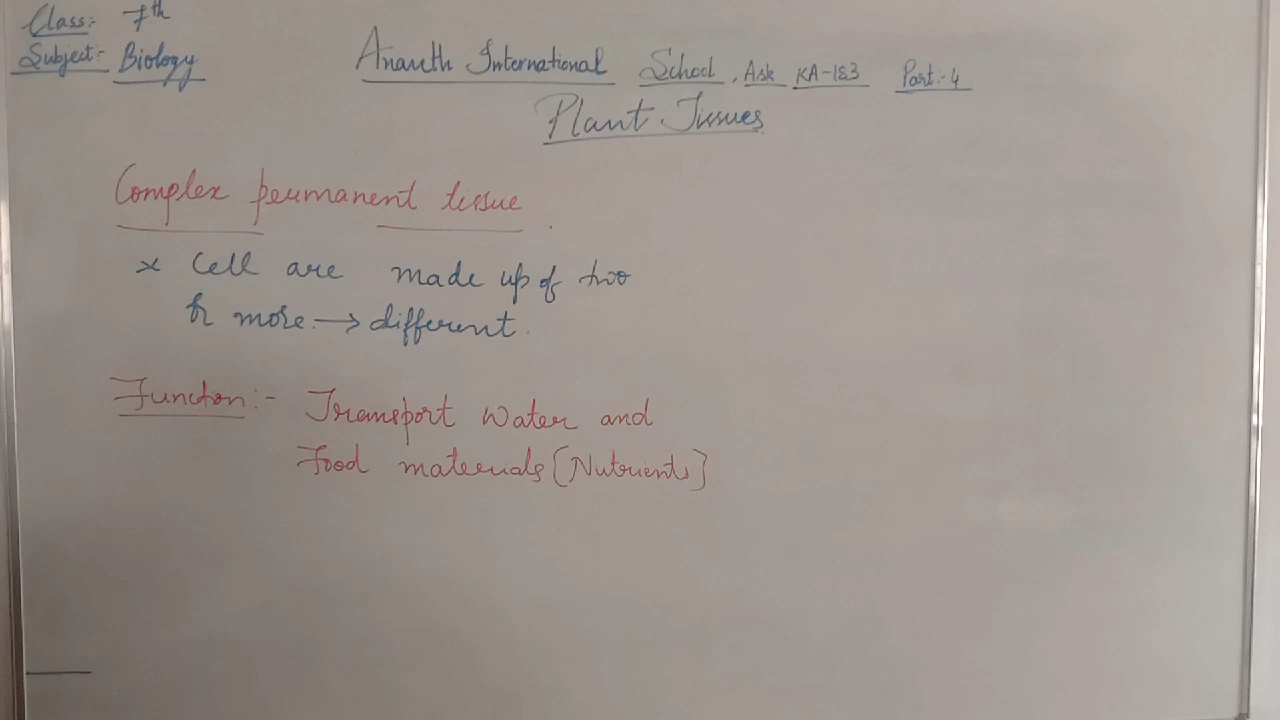 Class:- 7th
Subject:- Biology
Ananth International School, Ask KA-183 Part:-4
Plant Tissues
Complex permanent tissue.
x Cell are made up of two
or more → different.
Function:- Transport Water and
Food materials [Nutrients]